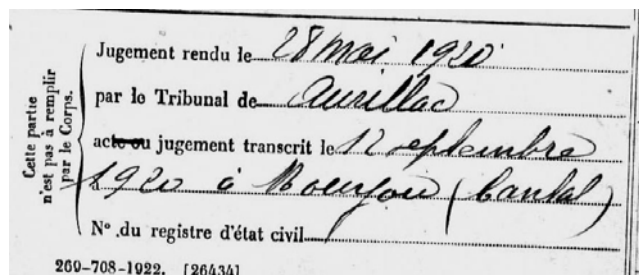 Cette partie
n'est pas à remplir
par le Corps.
Jugement rendu le 28 mai 1920
par le Tribunal de Aurillac
acte ou jugement transcrit le 12 septembre
1920 à Mourjou (Cantal)
N° du registre d'état civil
269-708-1922. [26434]